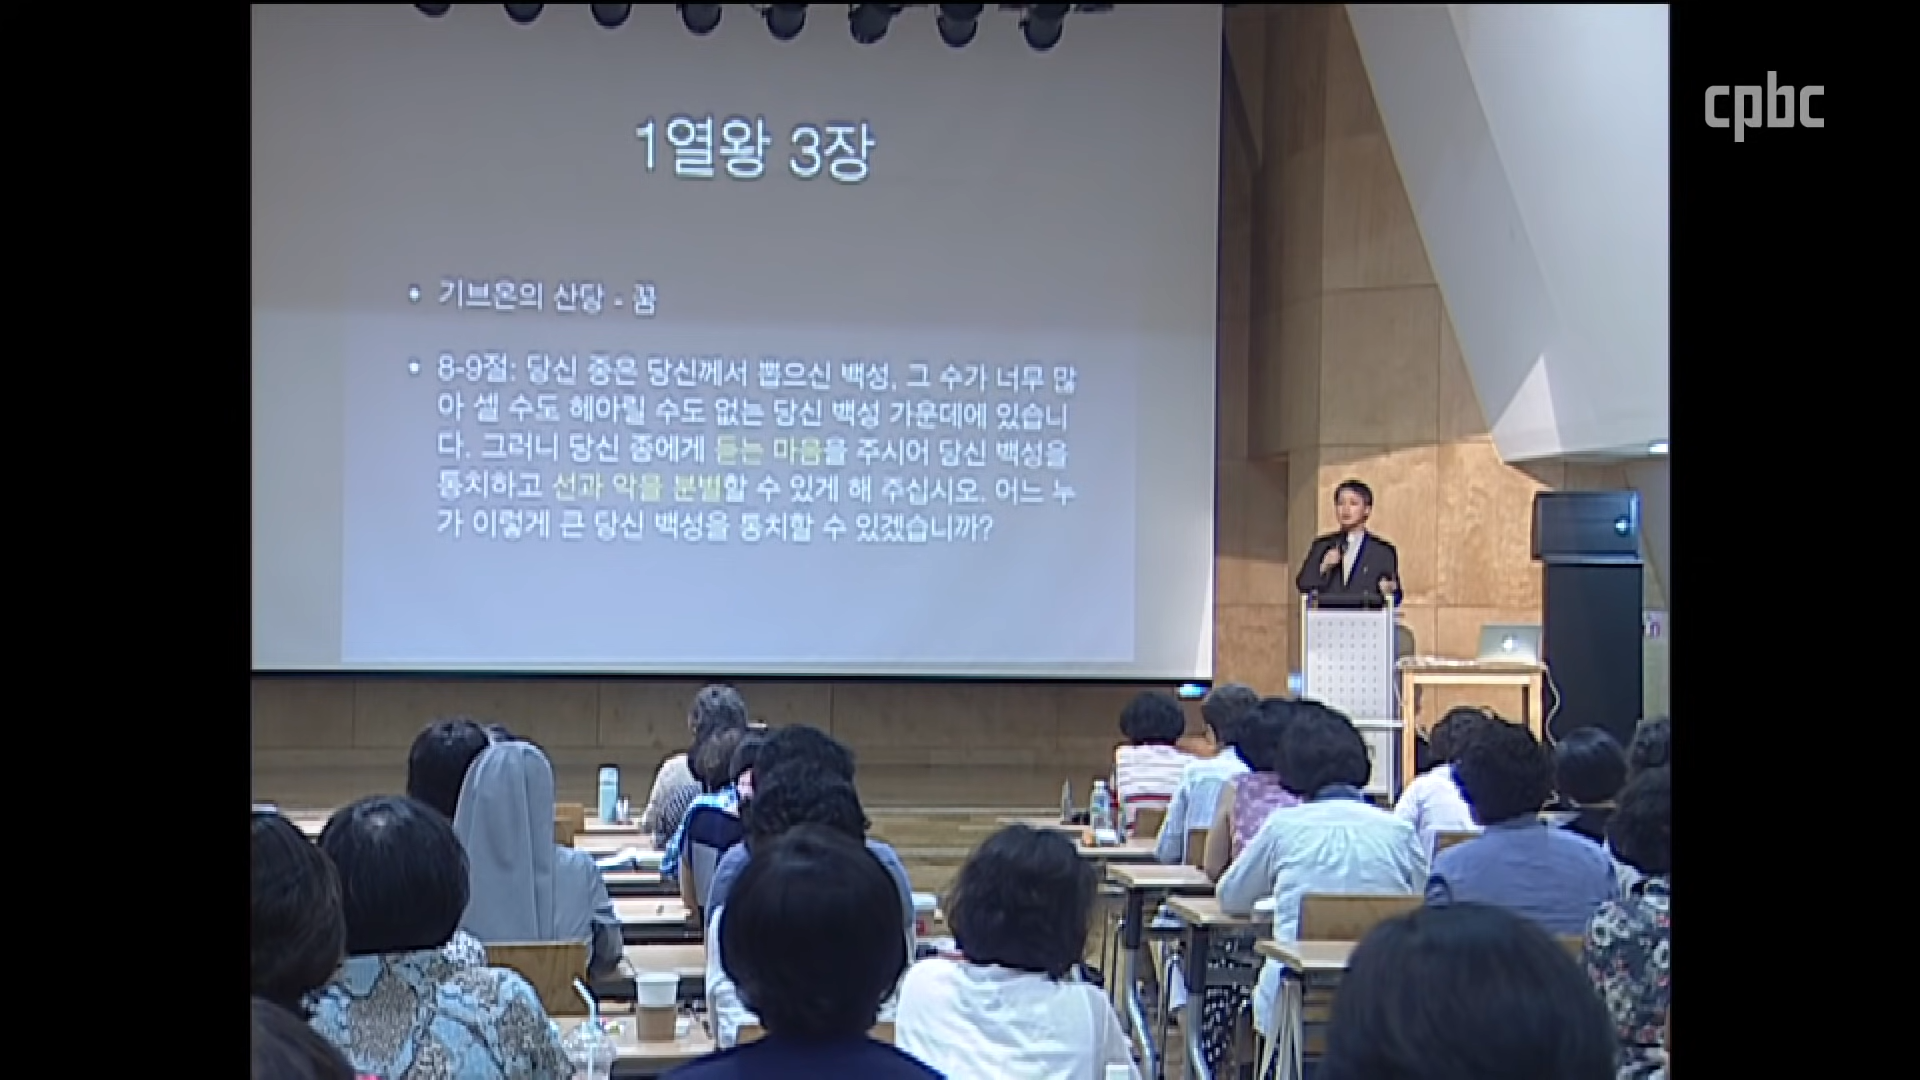 cpbc
1열왕 3장
• 기브온의 산당 - 꿈
• 8-9절: 당신 종은 당신께서 뽑으신 백성, 그 수가 너무 많
아 셀 수도 헤아릴 수도 없는 당신 백성 가운데에 있습니
다. 그러니 당신 종에게 듣는 마음을 주시어 당신 백성을
통치하고 선과 악을 분별할 수 있게 해 주십시오. 어느 누
가 이렇게 큰 당신 백성을 통치할 수 있겠습니까?